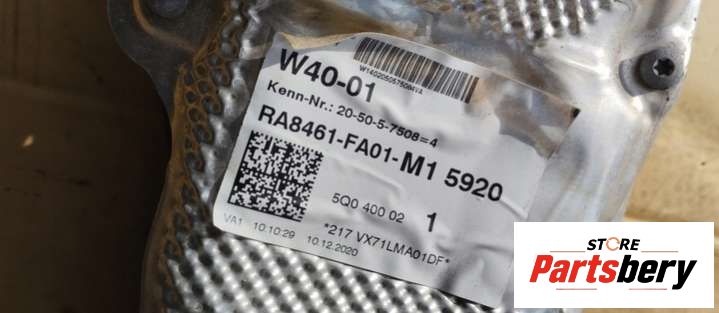 W1402050575084VA
W40-01
Kenn-Nr.: 20-50-5-7508=4
RA8461-FA01-M1 5920
5Q0 400 02 1
*217 VX71LMA01DF*
VA1 10:10:29 10.12.2020
STORE
Partsbery